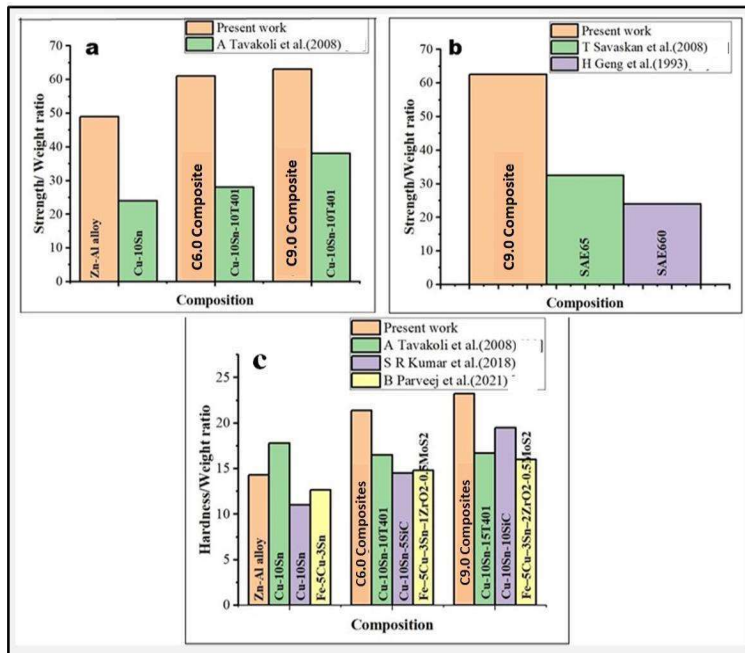 a
Present work
A Tavakoli et al.(2008)
Strength/ Weight ratio
70
60
50
40
30
20
10
0
Zn-Al alloy
Cu-10Sn
C6.0 Composite
Cu-10Sn-10T401
C9.0 Composite
Cu-10Sn-10T401
Composition
b
Present work
T Savaskan et al.(2008)
H Geng et al.(1993)
Strength/Weight ratio
70
60
50
40
30
20
10
0
C9.0 Composite
SAE65
SAE660
Composition
c
Present work
A Tavakoli et al.(2008)
S R Kumar et al.(2018)
B Parveej et al.(2021)
Hardness/Weight ratio
25
20
15
10
5
0
Zn-Al alloy
Cu-10Sn
Cu-10Sn
Fe-5Cu-3Sn
C6.0 Composites
Cu-10Sn-10T401
Cu-10Sn-5SiC
Fe–5Cu–3Sn–1ZrO2-0.5MoS2
C9.0 Composites
Cu-10Sn-15T401
Cu-10Sn-10SiC
Fe–5Cu–3Sn–2ZrO2-0.5MoS2
Composition